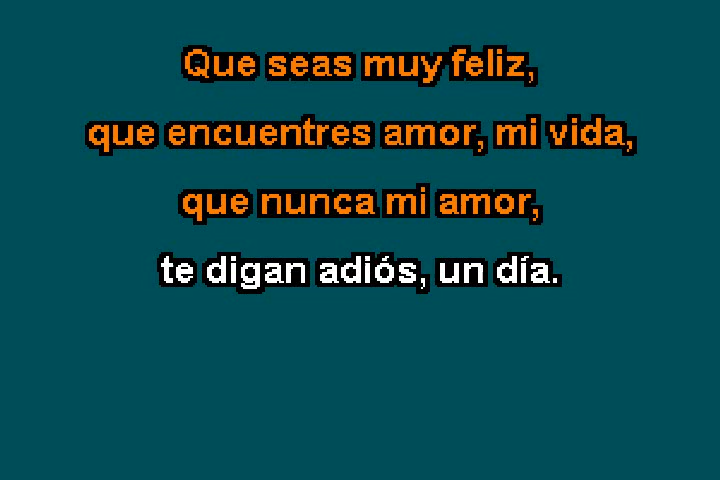 Que seas muy feliz,
que encuentres amor, mi vida,
que nunca mi amor,
te digan adiós, un día.